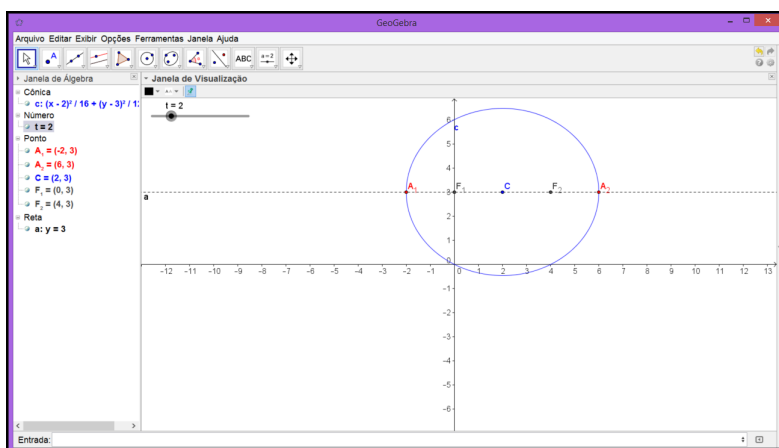 GeoGebra
Arquivo Editar Exibir Opções Ferramentas Janela Ajuda
A ABC a=2
Janela de Álgebra
Janela de Visualização
Cônica
c: (x - 2)² / 16 + (y - 3)² / 1
Número
t = 2
Ponto
A₁ = (-2, 3)
A₂ = (6, 3)
C = (2, 3)
F₁ = (0, 3)
F₂ = (4, 3)
Reta
a: y = 3
t = 2
6
c
5
4
A₁ F₁ 3 C F₂ A₂
a
2
1
0
-12 -11 -10 -9 -8 -7 -6 -5 -4 -3 -2 -1 0 1 2 3 4 5 6 7 8 9 10 11 12 13
-1
-2
-3
-4
-5
-6
Entrada: